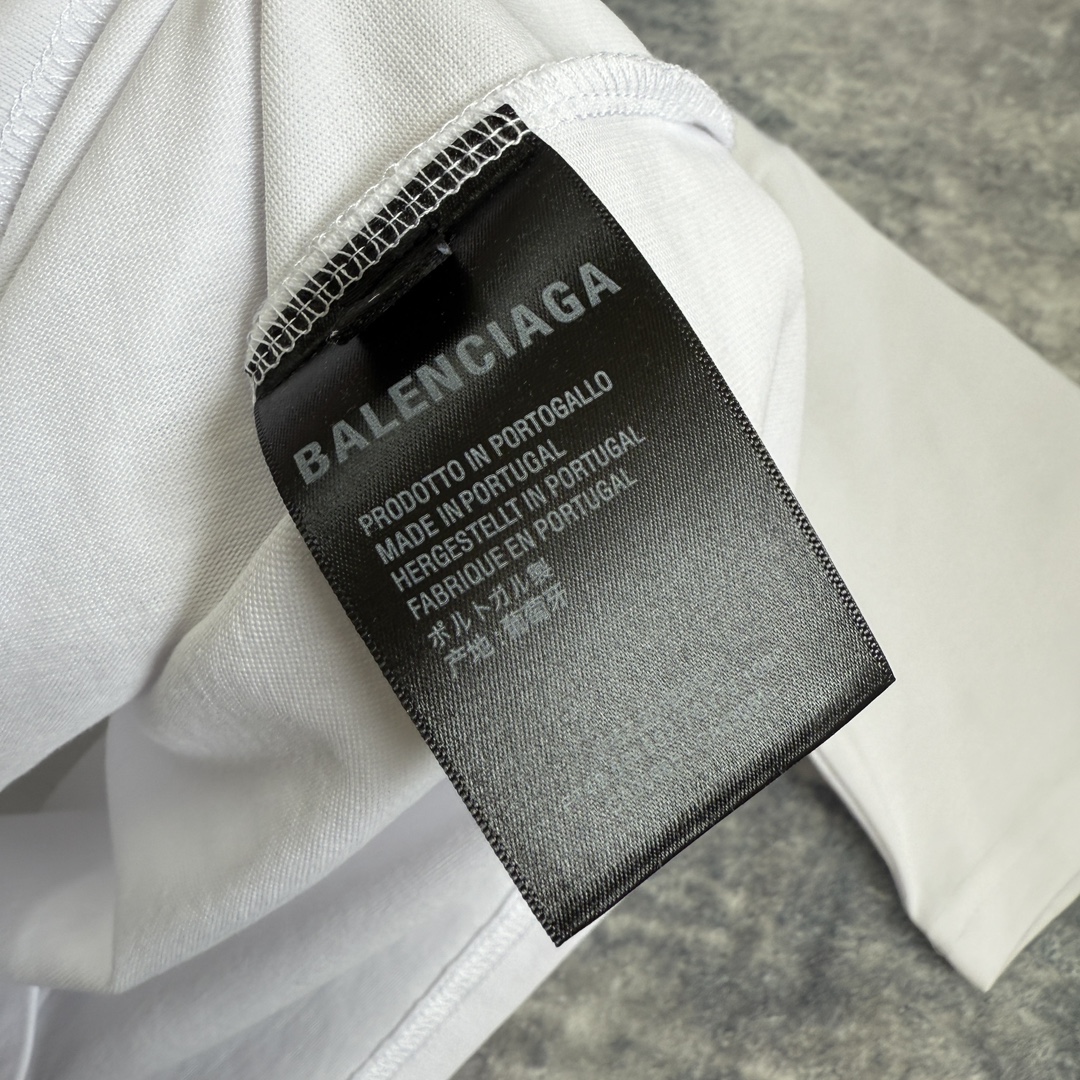 BALENCIAGA
PRODOTTO IN PORTOGALLO
MADE IN PORTUGAL
HERGESTELLT IN PORTUGAL
FABRIQUE EN PORTUGAL
ポルトガル製
产地:葡萄牙